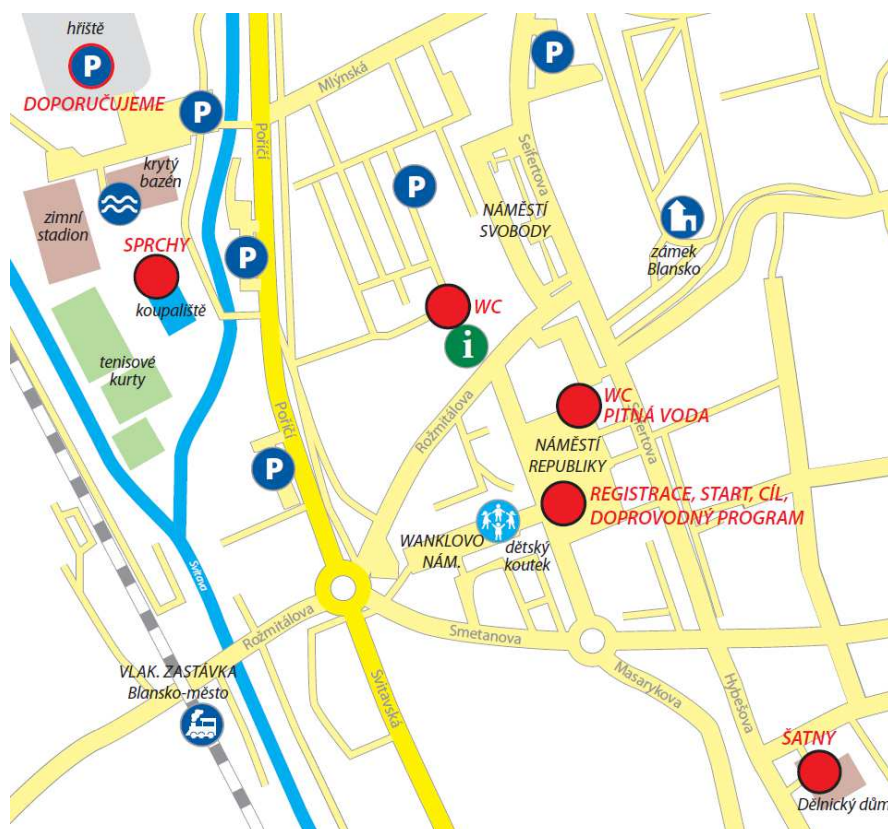 hřiště
P
DOPORUČUJEME
P
P
Mlýnská
Poříčí
Seifertova
krytý
bazén
P
zimní
stadion
NÁMĚSTÍ
SVOBODY
SPRCHY
P
zámek
Blansko
koupaliště
WC
i
tenisové
kurty
WC
PITNÁ VODA
Seifertova
Poříčí
Rožmitálova
NÁMĚSTÍ
REPUBLIKY
P
REGISTRACE, START, CÍL,
DOPROVODNÝ PROGRAM
WANKLOVO
NÁM.
dětský
koutek
Svitava
Rožmitálova
Smetanova
VLAK. ZASTÁVKA
Blansko-město
Svitavská
Masarykova
Hybešova
ŠATNY
Dělnický dům